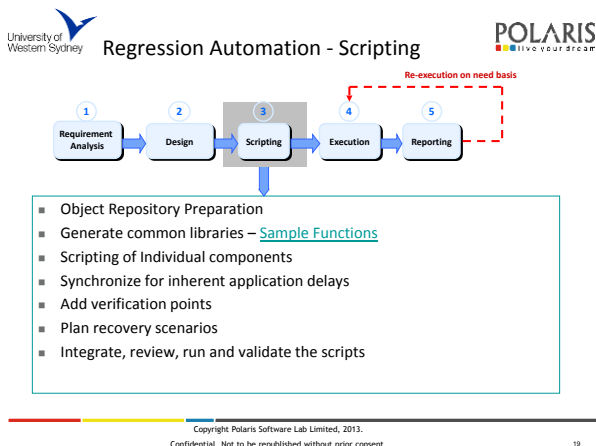 University of
Western Sydney
Regression Automation - Scripting
POLARIS
live your dream
Re-execution on need basis
1
2
3
4
5
Requirement
Analysis
Design
Scripting
Execution
Reporting
Object Repository Preparation
Generate common libraries – Sample Functions
Scripting of Individual components
Synchronize for inherent application delays
Add verification points
Plan recovery scenarios
Integrate, review, run and validate the scripts
Copyright Polaris Software Lab Limited, 2013.
Confidential. Not to be republished without prior consent
19